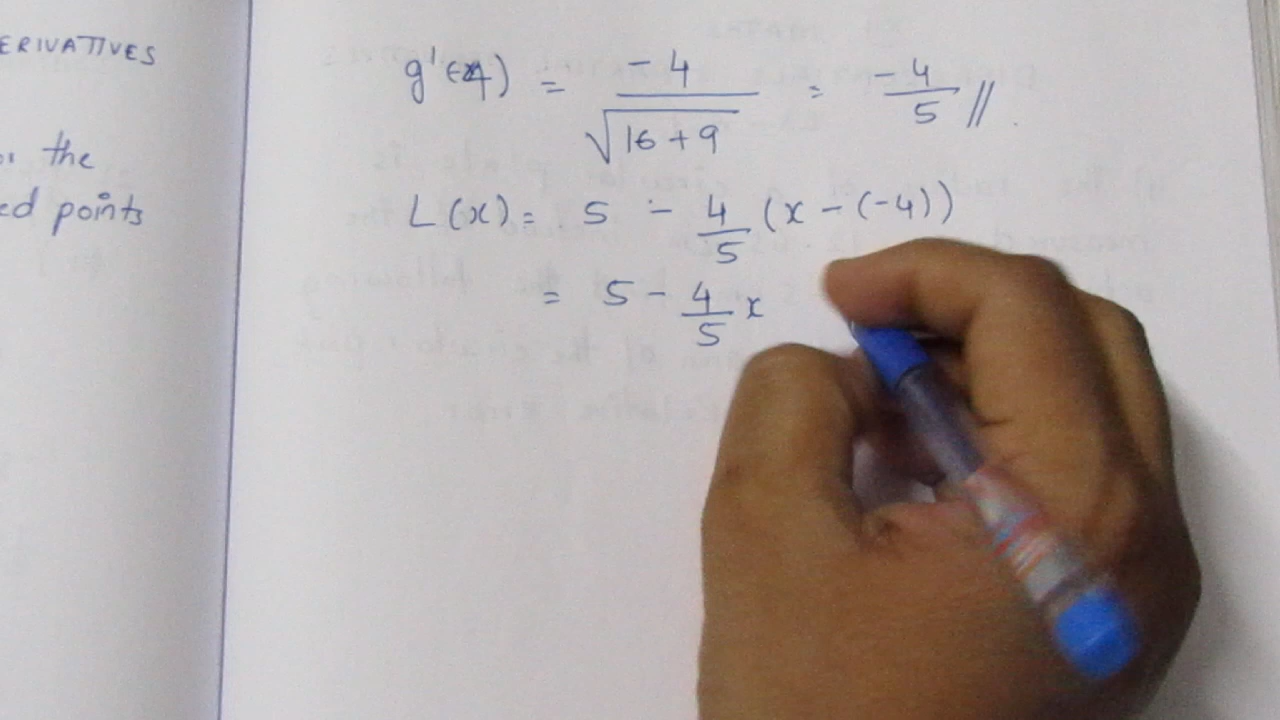 ERIVATIVES
the
ed points
g'(-4) = -4/√(16+9) = -4/5 //.
L(x) = 5 - 4/5 (x - (-4))
= 5 - 4/5 x